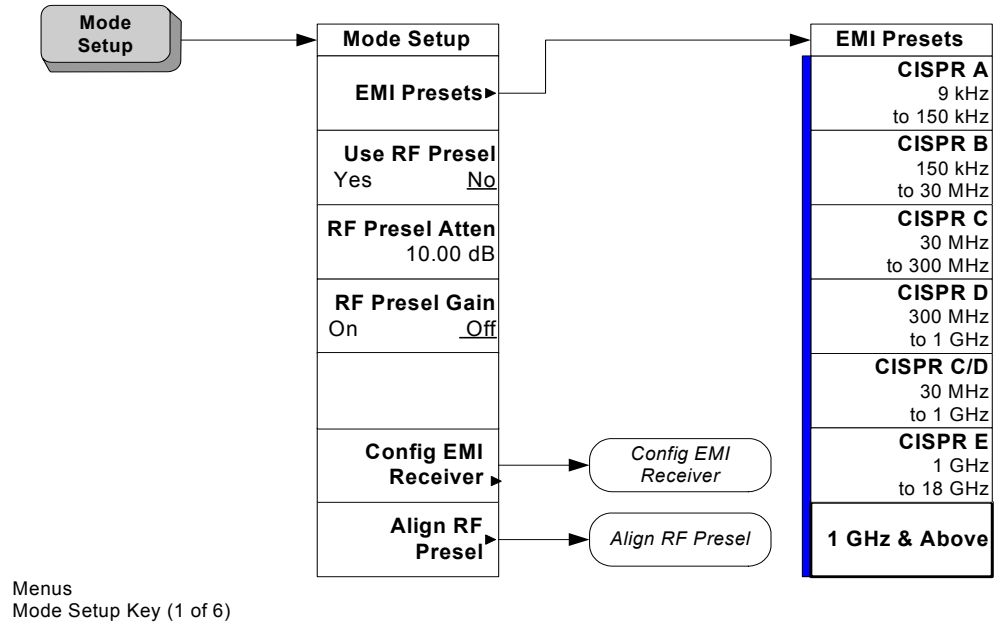 Mode
Setup
Mode Setup
EMI Presets
Use RF Presel
Yes No
RF Presel Atten
10.00 dB
RF Presel Gain
On Off
Config EMI
Receiver
Align RF
Presel
Config EMI
Receiver
Align RF Presel
EMI Presets
CISPR A
9 kHz
to 150 kHz
CISPR B
150 kHz
to 30 MHz
CISPR C
30 MHz
to 300 MHz
CISPR D
300 MHz
to 1 GHz
CISPR C/D
30 MHz
to 1 GHz
CISPR E
1 GHz
to 18 GHz
1 GHz & Above
Menus
Mode Setup Key (1 of 6)